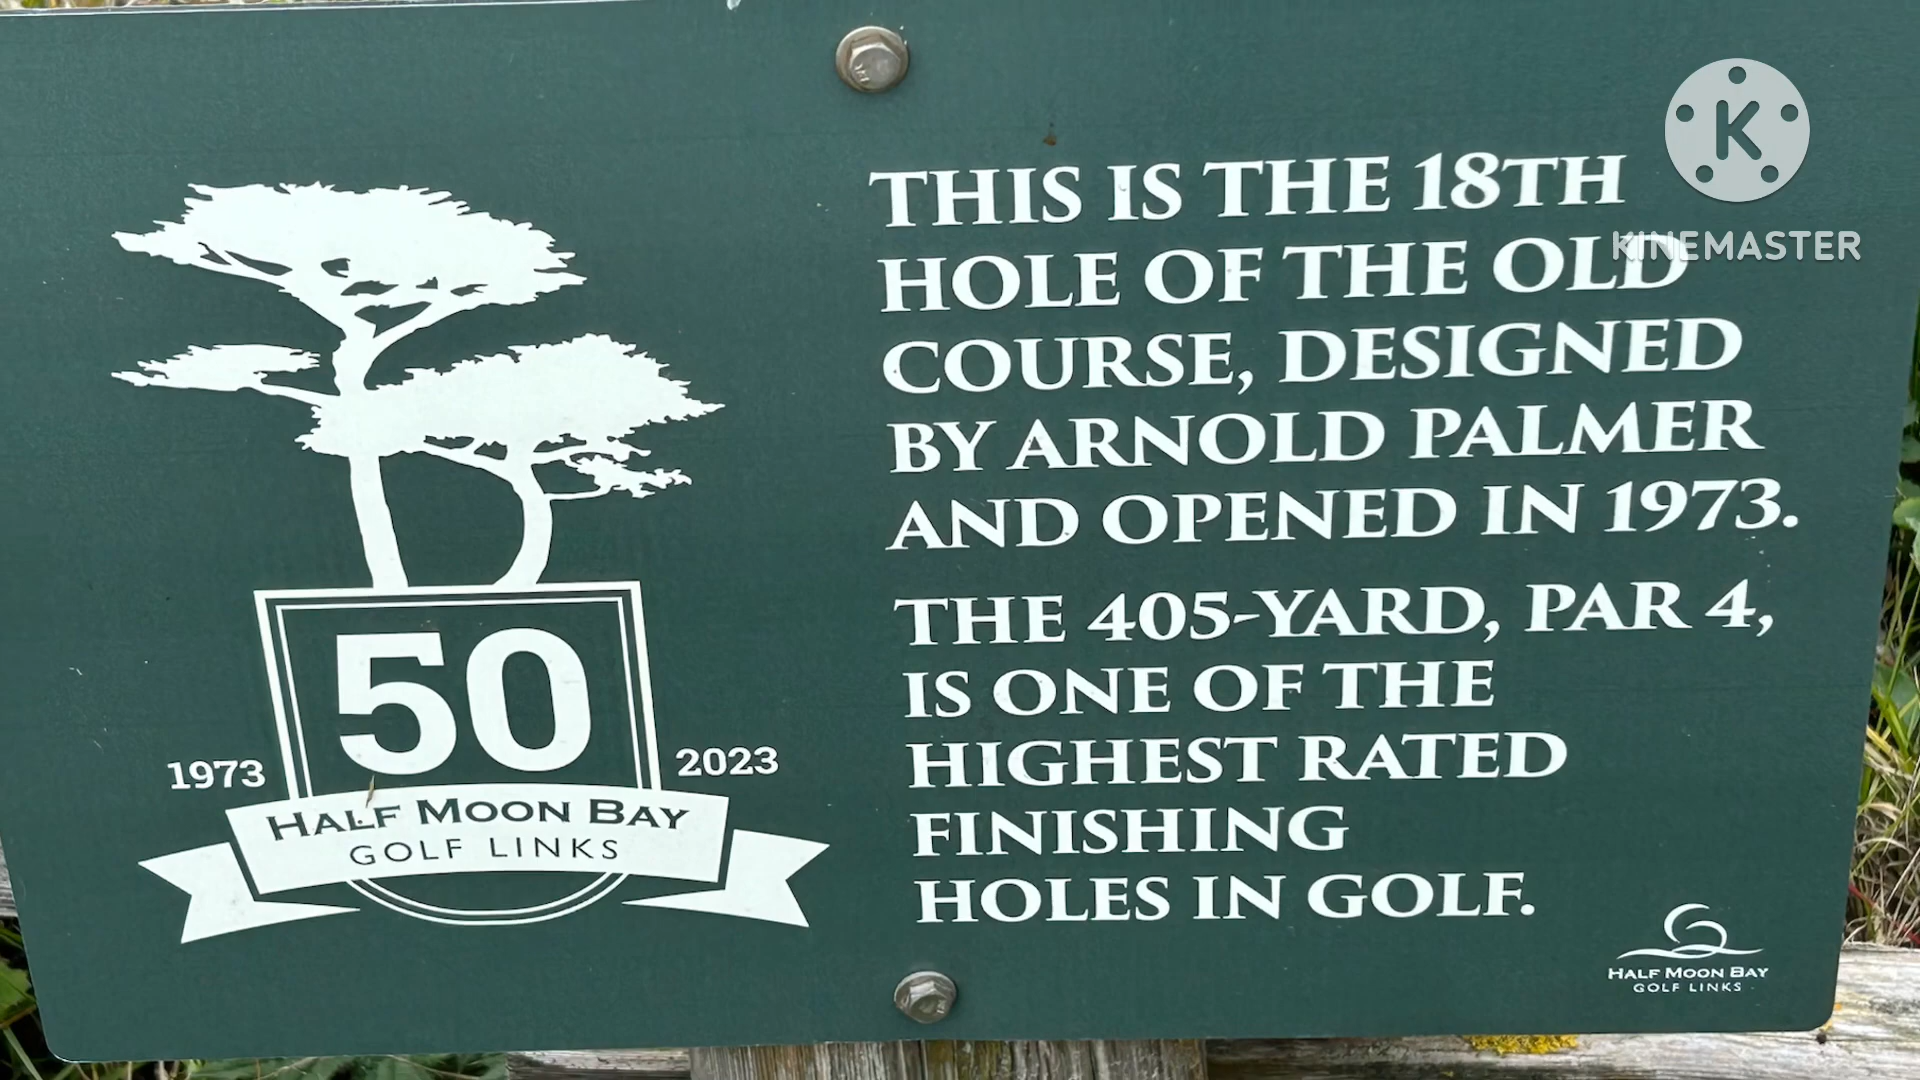 K
KINEMASTER
THIS IS THE 18TH
HOLE OF THE OLD
COURSE, DESIGNED
BY ARNOLD PALMER
AND OPENED IN 1973.
THE 405-YARD, PAR 4,
IS ONE OF THE
HIGHEST RATED
FINISHING
HOLES IN GOLF.
50
1973
2023
HALF MOON BAY
GOLF LINKS
HALF MOON BAY
GOLF LINKS